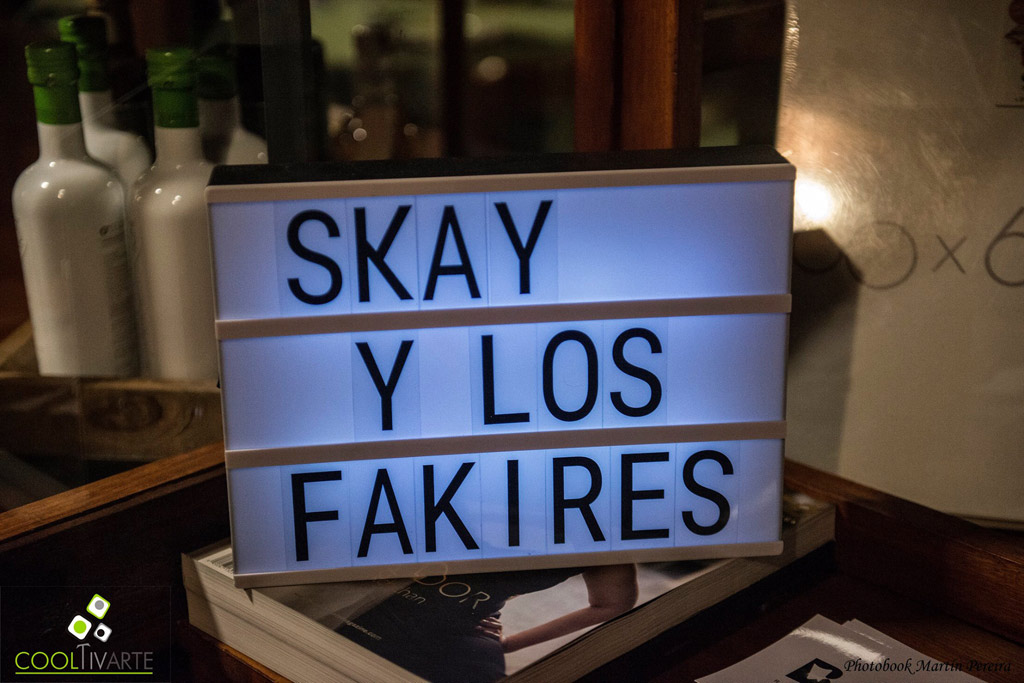 SKAY
Y LOS
FAKIRES
COOLTIVARTE
Photobook Martin Pereira